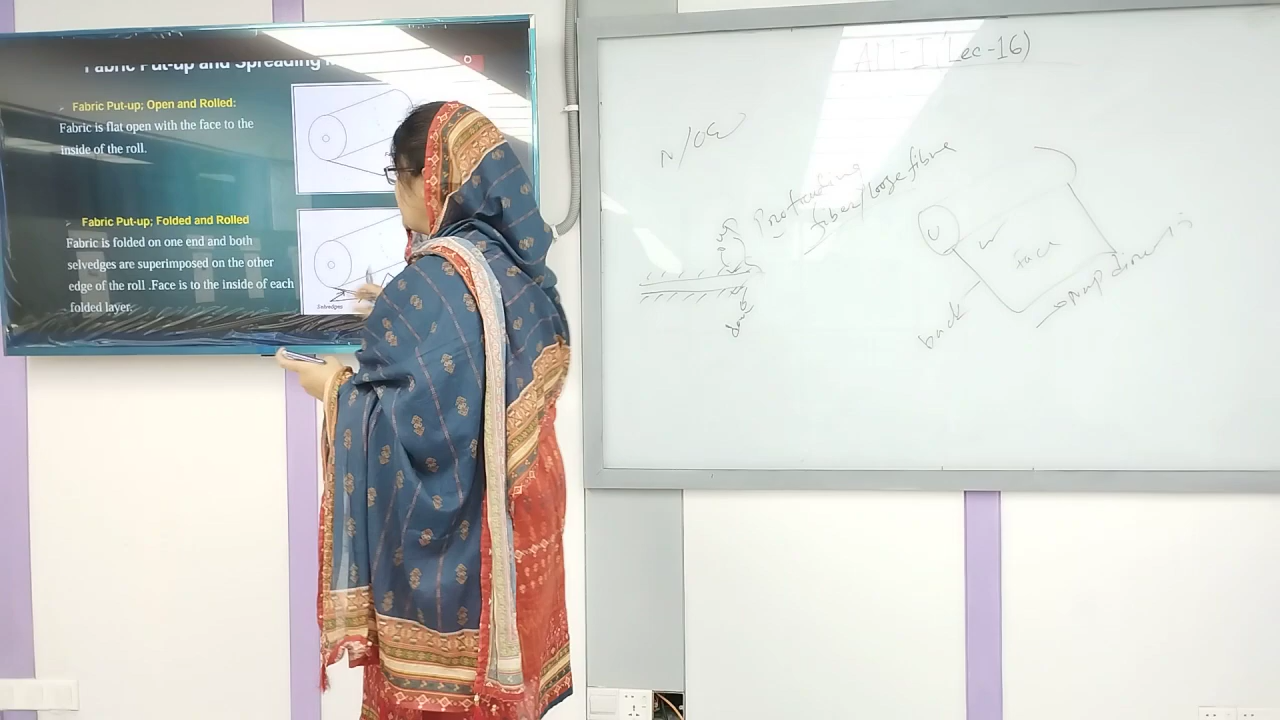 Fabric Put-up and Spreading
Fabric Put-up; Open and Rolled:
Fabric is flat open with the face to the
inside of the roll.
Fabric Put-up; Folded and Rolled
Fabric is folded on one end and both
selvedges are superimposed on the other
edge of the roll .Face is to the inside of each
folded layer.
Selvedges
(Lec-16)
N/OW
up
fiber/loose fibre
down
face
back